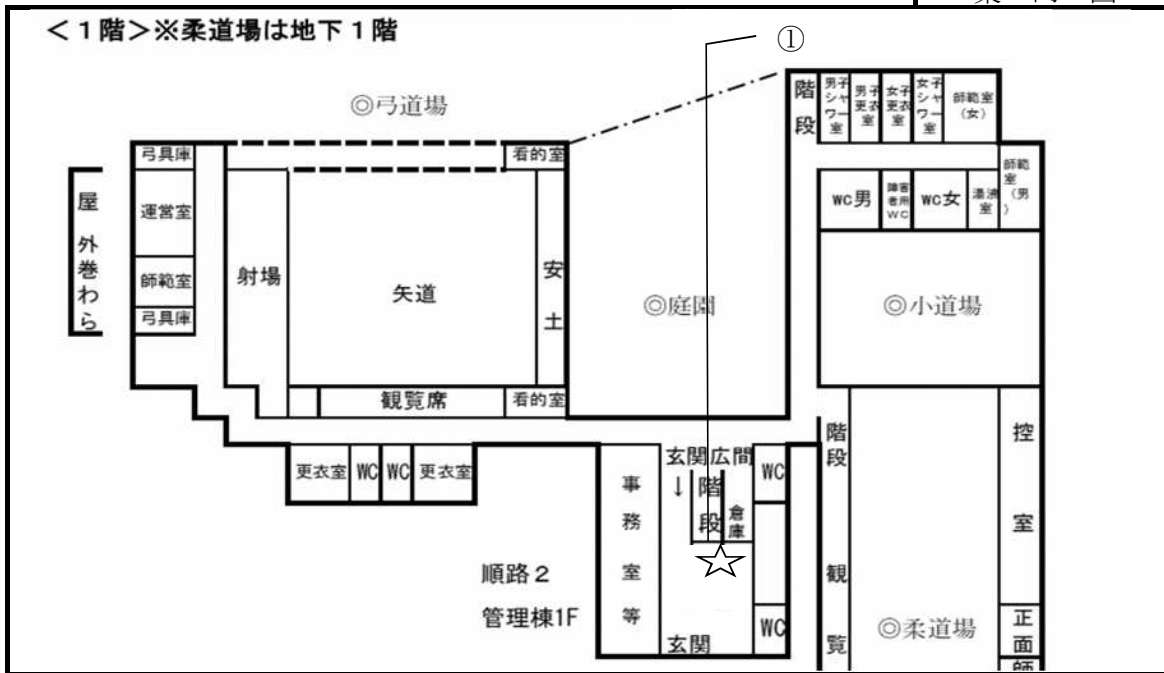 <1階>※柔道場は地下1階
①
◎弓道場
階段
男子シャワー室
男子更衣室
女子更衣室
女子シャワー室
師範室(女)
弓具庫
看的室
師範室(男)
屋外巻わら
運営室
WC男
障害者用WC
WC女
湯沸室
師範室
射場
矢道
安土
◎庭園
◎小道場
弓具庫
観覧席
看的室
階段
控室
更衣室
WC
WC
更衣室
事務室等
玄関広間
↓
階段
倉庫
WC
順路2
管理棟1F
玄関
WC
観覧
◎柔道場
正面